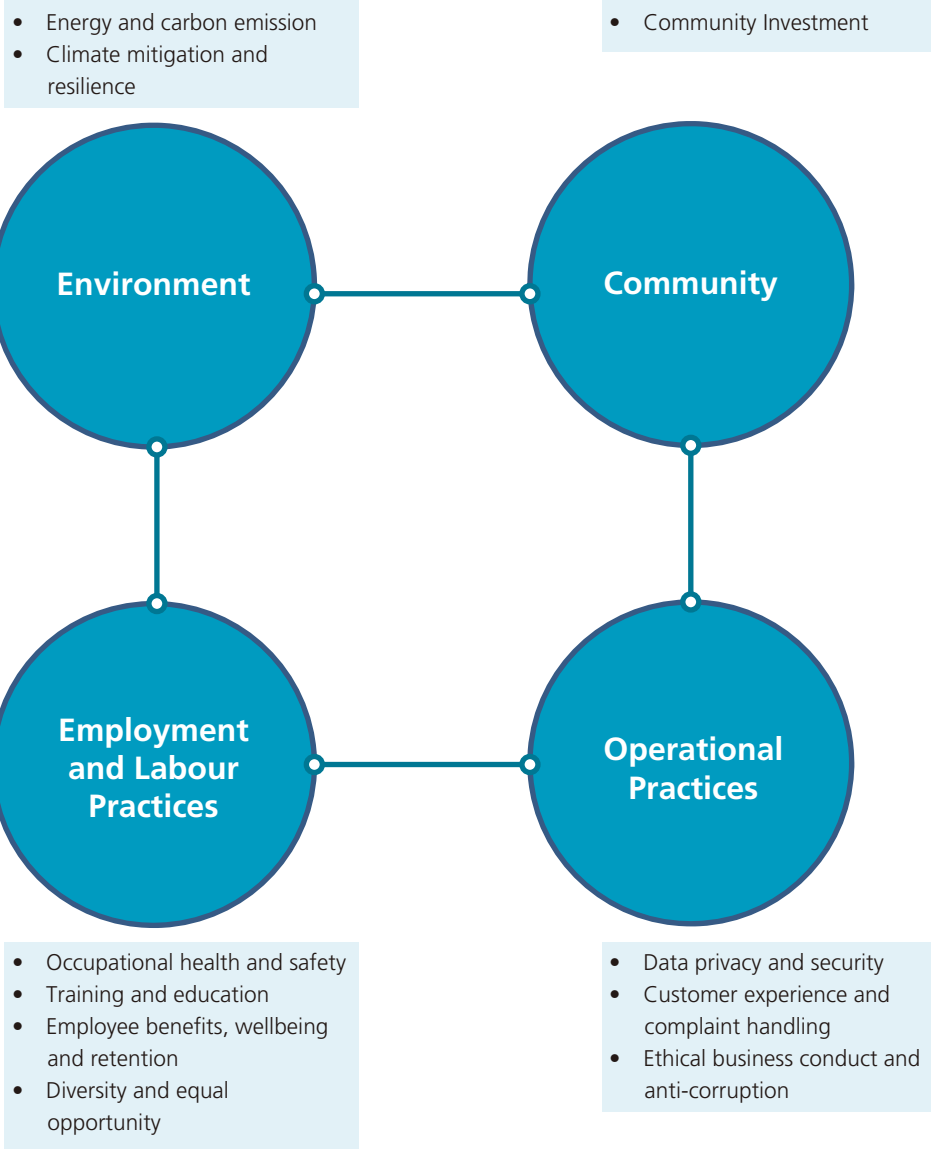 • Energy and carbon emission
• Climate mitigation and
resilience
• Community Investment
Environment
Community
Employment
and Labour
Practices
Operational
Practices
• Occupational health and safety
• Training and education
• Employee benefits, wellbeing
and retention
• Diversity and equal
opportunity
• Data privacy and security
• Customer experience and
complaint handling
• Ethical business conduct and
anti-corruption